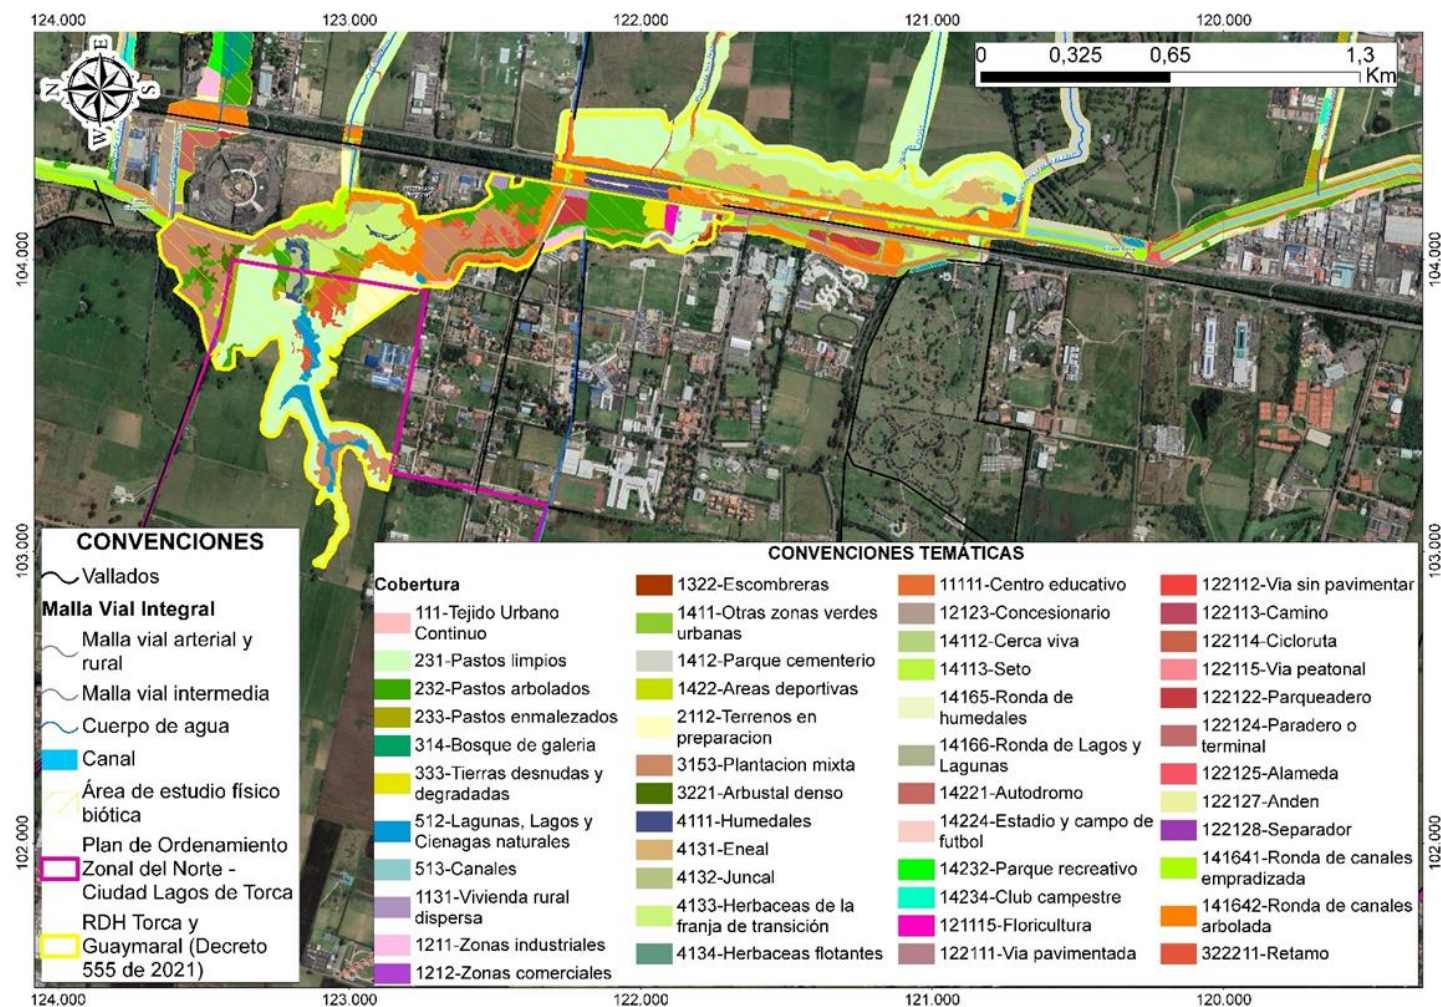 124.000
123.000
122.000
121.000
120.000
N
E
S
W
0
0,325
0,65
1,3
Km
104.000
104.000
103.000
103.000
102.000
102.000
CONVENCIONES
Vallados
Malla Vial Integral
Malla vial arterial y
rural
Malla vial intermedia
Cuerpo de agua
Canal
Área de estudio físico
biótica
Plan de Ordenamiento
Zonal del Norte -
Ciudad Lagos de Torca
RDH Torca y
Guaymaral (Decreto
555 de 2021)
CONVENCIONES TEMÁTICAS
Cobertura
111-Tejido Urbano
Continuo
231-Pastos limpios
232-Pastos arbolados
233-Pastos enmalezados
314-Bosque de galeria
333-Tierras desnudas y
degradadas
512-Lagunas, Lagos y
Cienagas naturales
513-Canales
1131-Vivienda rural
dispersa
1211-Zonas industriales
1212-Zonas comerciales
1322-Escombreras
1411-Otras zonas verdes
urbanas
1412-Parque cementerio
1422-Areas deportivas
2112-Terrenos en
preparacion
3153-Plantacion mixta
3221-Arbustal denso
4111-Humedales
4131-Eneal
4132-Juncal
4133-Herbaceas de la
franja de transición
4134-Herbaceas flotantes
11111-Centro educativo
12123-Concesionario
14112-Cerca viva
14113-Seto
14165-Ronda de
humedales
14166-Ronda de Lagos y
Lagunas
14221-Autodromo
14224-Estadio y campo de
futbol
14232-Parque recreativo
14234-Club campestre
121115-Floricultura
122111-Via pavimentada
122112-Via sin pavimentar
122113-Camino
122114-Cicloruta
122115-Via peatonal
122122-Parqueadero
122124-Paradero o
terminal
122125-Alameda
122127-Anden
122128-Separador
141641-Ronda de canales
empradizada
141642-Ronda de canales
arbolada
322211-Retamo
124.000
123.000
122.000
121.000
120.000